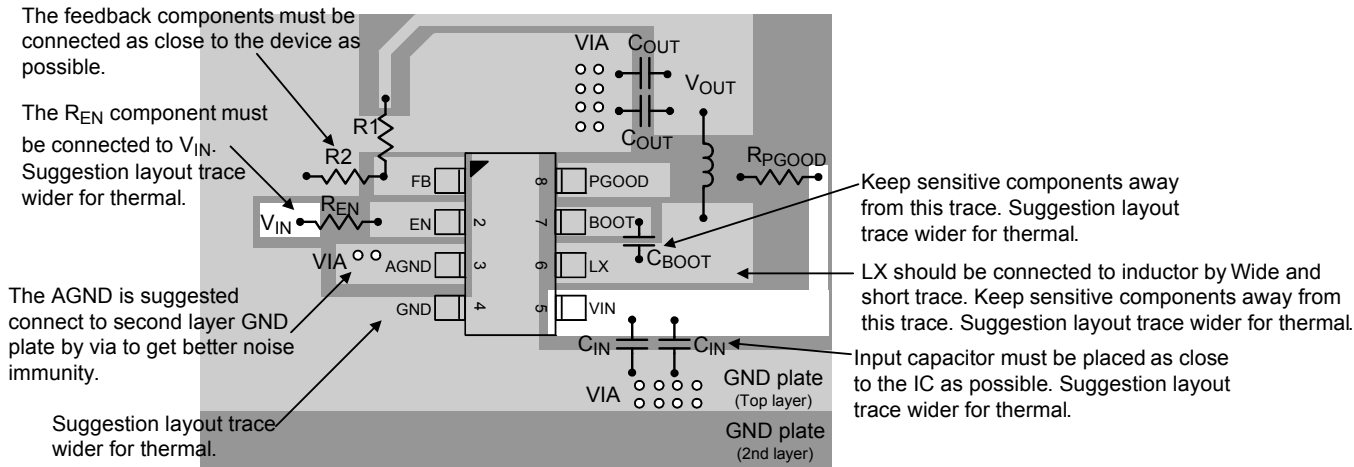 The feedback components must be
connected as close to the device as
possible.
The REN component must
be connected to VIN.
Suggestion layout trace
wider for thermal.
The AGND is suggested
connect to second layer GND
plate by via to get better noise
immunity.
Suggestion layout trace
wider for thermal.
VIA
COUT
COUT
VOUT
R1
R2
REN
VIN
VIA
RPGOOD
FB
EN
AGND
GND
2
3
4
8
7
6
5
PGOOD
BOOT
LX
VIN
CBOOT
CIN
CIN
VIA
GND plate
(Top layer)
GND plate
(2nd layer)
Keep sensitive components away
from this trace. Suggestion layout
trace wider for thermal.
LX should be connected to inductor by Wide and
short trace. Keep sensitive components away from
this trace. Suggestion layout trace wider for thermal.
Input capacitor must be placed as close
to the IC as possible. Suggestion layout
trace wider for thermal.